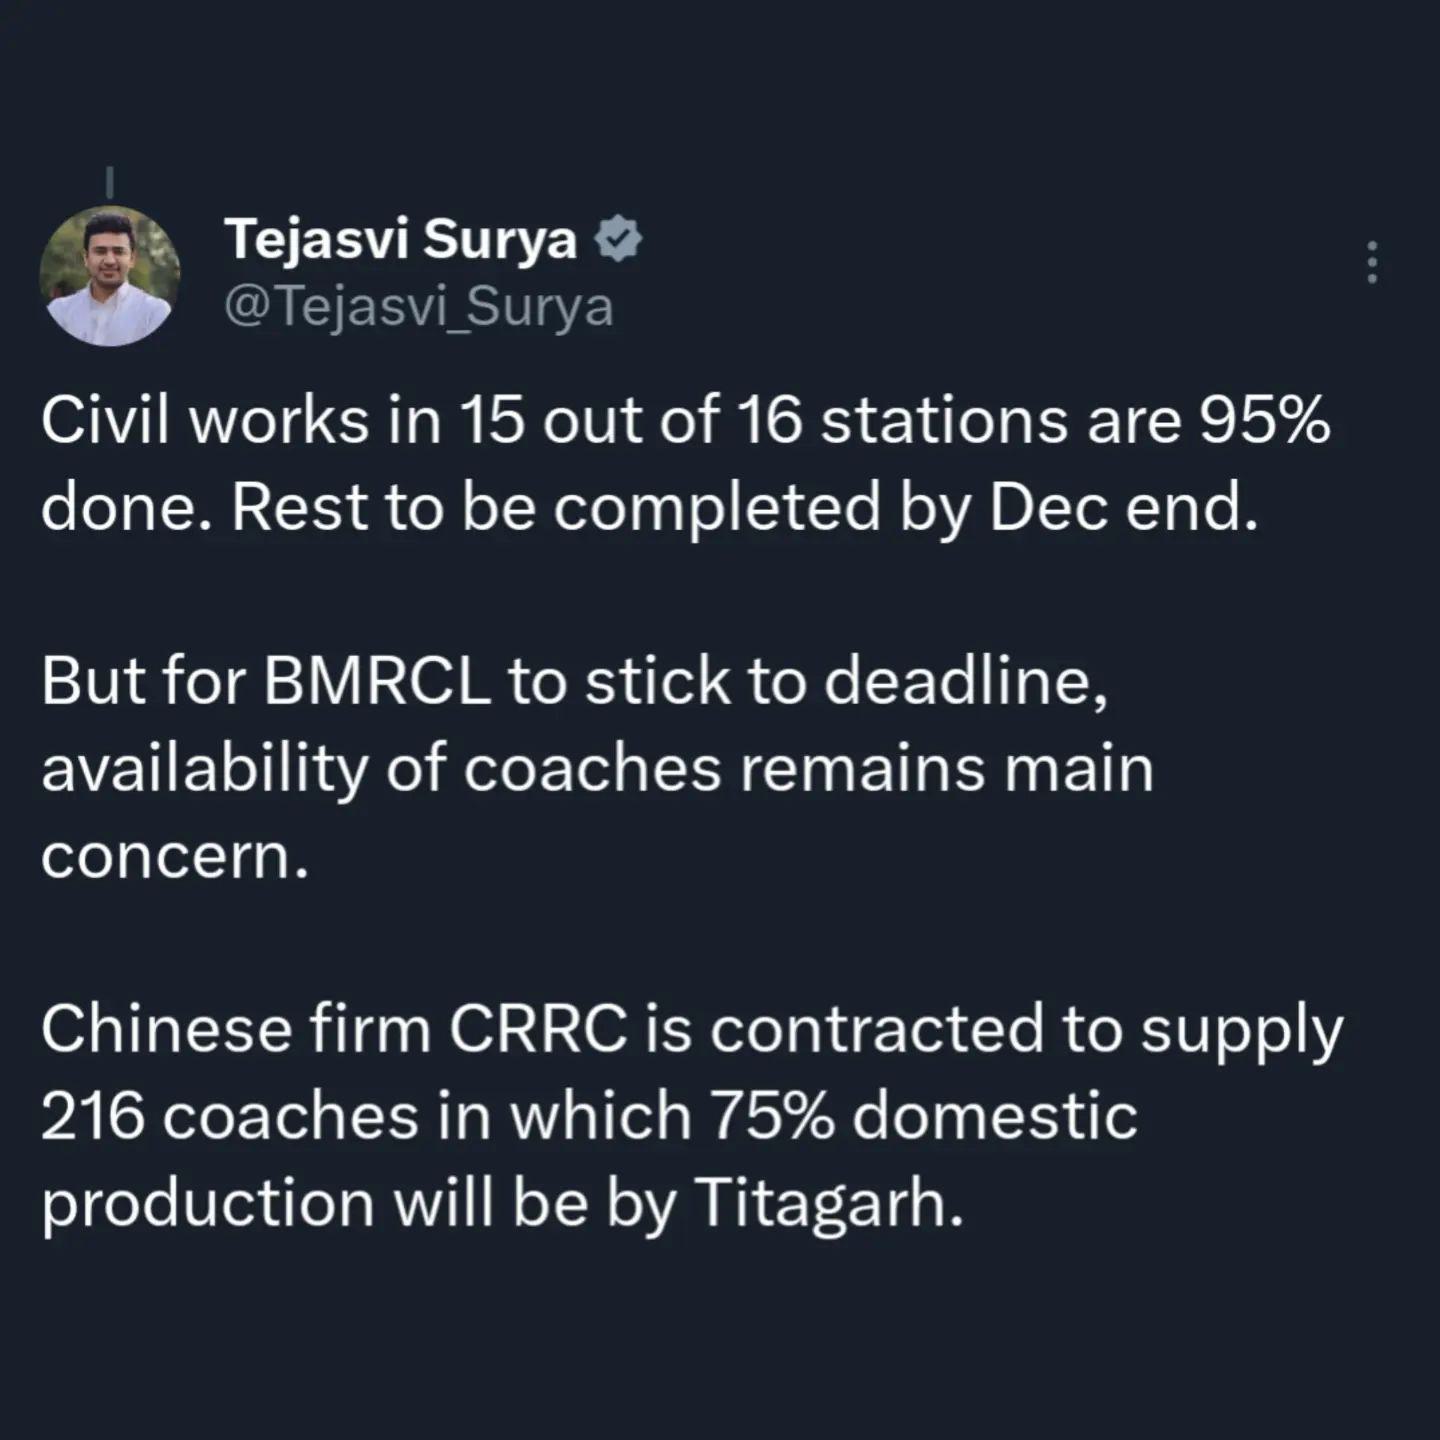 Tejasvi Surya
@Tejasvi_Surya
Civil works in 15 out of 16 stations are 95%
done. Rest to be completed by Dec end.
But for BMRCL to stick to deadline,
availability of coaches remains main
concern.
Chinese firm CRRC is contracted to supply
216 coaches in which 75% domestic
production will be by Titagarh.